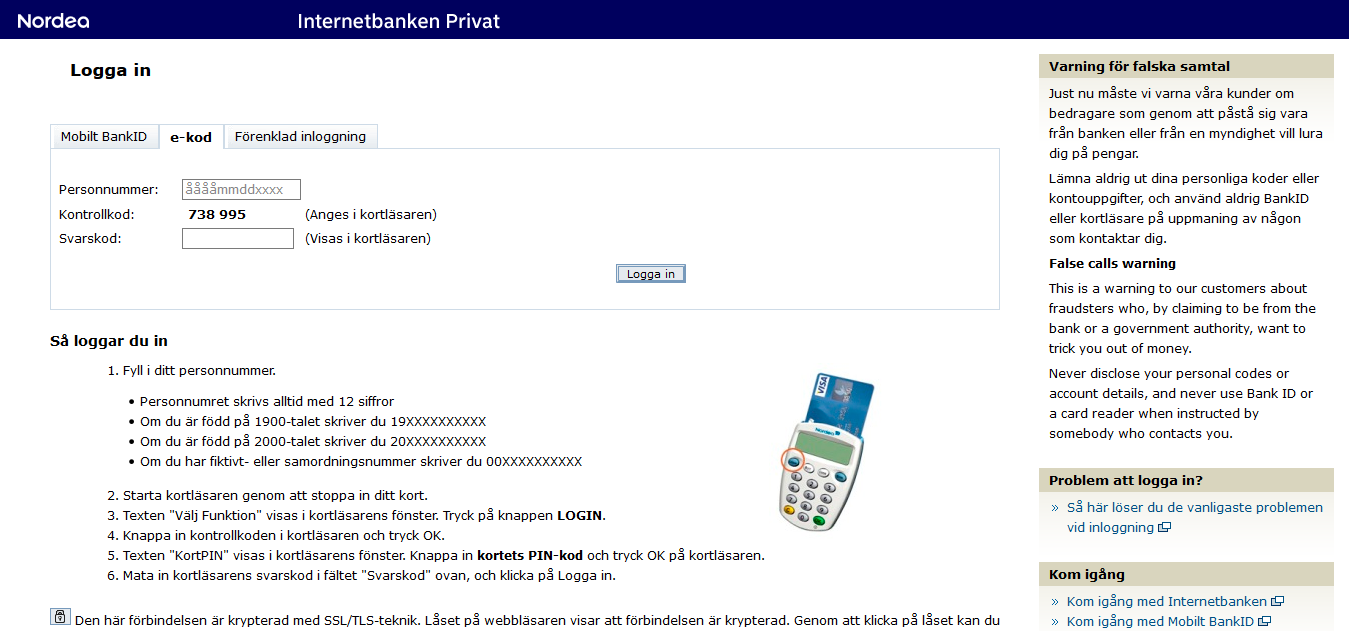 Nordea
Internetbanken Privat
Logga in
Mobilt BankID
e-kod
Förenklad inloggning
Personnummer:
ååååmmddxxxx
Kontrollkod:
738 995
(Anges i kortläsaren)
Svarskod:
(Visas i kortläsaren)
Logga in
Så loggar du in
1. Fyll i ditt personnummer.
• Personnumret skrivs alltid med 12 siffror
• Om du är född på 1900-talet skriver du 19XXXXXXXXXX
• Om du är född på 2000-talet skriver du 20XXXXXXXXXX
• Om du har fiktivt- eller samordningsnummer skriver du 00XXXXXXXXXX
2. Starta kortläsaren genom att stoppa in ditt kort.
3. Texten "Välj Funktion" visas i kortläsarens fönster. Tryck på knappen LOGIN.
4. Knappa in kontrollkoden i kortläsaren och tryck OK.
5. Texten "KortPIN" visas i kortläsarens fönster. Knappa in kortets PIN-kod och tryck OK på kortläsaren.
6. Mata in kortläsarens svarskod i fältet "Svarskod" ovan, och klicka på Logga in.
VISA
Nordea
Den här förbindelsen är krypterad med SSL/TLS-teknik. Låset på webbläsaren visar att förbindelsen är krypterad. Genom att klicka på låset kan du
Varning för falska samtal
Just nu måste vi varna våra kunder om
bedragare som genom att påstå sig vara
från banken eller från en myndighet vill lura
dig på pengar.
Lämna aldrig ut dina personliga koder eller
kontouppgifter, och använd aldrig BankID
eller kortläsare på uppmaning av någon
som kontaktar dig.
False calls warning
This is a warning to our customers about
fraudsters who, by claiming to be from the
bank or a government authority, want to
trick you out of money.
Never disclose your personal codes or
account details, and never use Bank ID or
a card reader when instructed by
somebody who contacts you.
Problem att logga in?
» Så här löser du de vanligaste problemen
vid inloggning
Kom igång
» Kom igång med Internetbanken
» Kom igång med Mobilt BankID